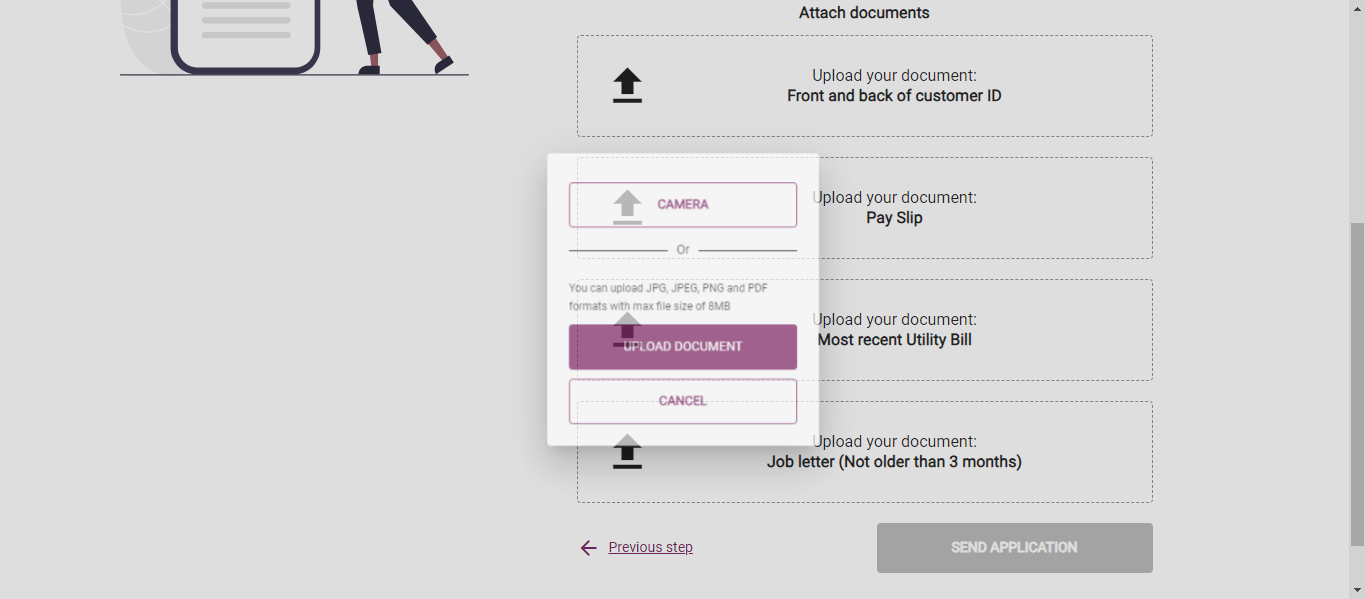 Attach documents
Upload your document:
Front and back of customer ID
Upload your document:
Pay Slip
Upload your document:
Most recent Utility Bill
Upload your document:
Job letter (Not older than 3 months)
CAMERA
Or
You can upload JPG, JPEG, PNG and PDF
formats with max file size of 8MB
UPLOAD DOCUMENT
CANCEL
Previous step
SEND APPLICATION